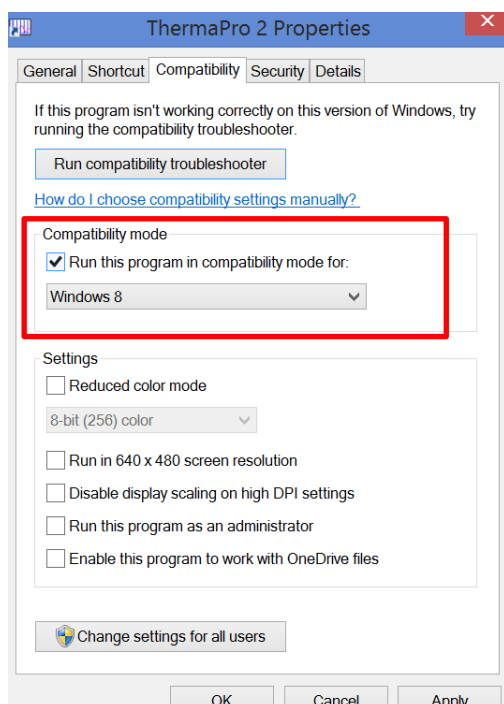 ThermaPro 2 Properties
General Shortcut Compatibility Security Details
If this program isn't working correctly on this version of Windows, try
running the compatibility troubleshooter.
Run compatibility troubleshooter
How do I choose compatibility settings manually?
Compatibility mode
Run this program in compatibility mode for:
Windows 8
Settings
Reduced color mode
8-bit (256) color
Run in 640 x 480 screen resolution
Disable display scaling on high DPI settings
Run this program as an administrator
Enable this program to work with OneDrive files
Change settings for all users
OK Cancel Apply